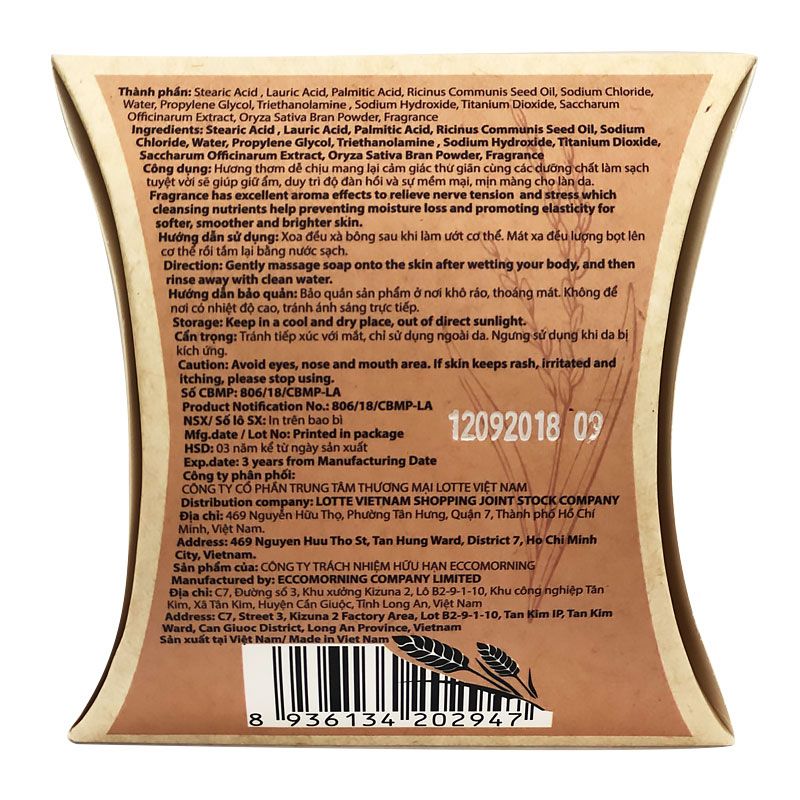 Thành phần: Stearic Acid , Lauric Acid, Palmitic Acid, Ricinus Communis Seed Oil, Sodium Chloride,
Water, Propylene Glycol, Triethanolamine , Sodium Hydroxide, Titanium Dioxide, Saccharum
Officinarum Extract, Oryza Sativa Bran Powder, Fragrance
Ingredients: Stearic Acid , Lauric Acid, Palmitic Acid, Ricinus Communis Seed Oil, Sodium
Chloride, Water, Propylene Glycol, Triethanolamine , Sodium Hydroxide, Titanium Dioxide,
Saccharum Officinarum Extract, Oryza Sativa Bran Powder, Fragrance
Công dụng: Hương thơm dễ chịu mang lại cảm giác thư giãn cùng các dưỡng chất làm sạch
tuyệt vời sẽ giúp giữ ẩm, duy trì độ đàn hồi và sự mềm mại, mịn màng cho làn da.
Fragrance has excellent aroma effects to relieve nerve tension and stress which
cleansing nutrients help preventing moisture loss and promoting elasticity for
softer, smoother and brighter skin.
Hướng dẫn sử dụng: Xoa đều xà bông sau khi làm ướt cơ thể. Mát xa đều lượng bọt lên
cơ thể rồi tắm lại bằng nước sạch.
Direction: Gently massage soap onto the skin after wetting your body, and then
rinse away with clean water.
Hướng dẫn bảo quản: Bảo quản sản phẩm ở nơi khô ráo, thoáng mát. Không để
nơi có nhiệt độ cao, tránh ánh sáng trực tiếp.
Storage: Keep in a cool and dry place, out of direct sunlight.
Cẩn trọng: Tránh tiếp xúc với mắt, chỉ sử dụng ngoài da. Ngưng sử dụng khi da bị
kích ứng.
Caution: Avoid eyes, nose and mouth area. If skin keeps rash, irritated and
itching, please stop using.
Số CBMP: 806/18/CBMP-LA
Product Notification No.: 806/18/CBMP-LA
NSX/ Số lô SX: In trên bao bì
Mfg.date / Lot No: Printed in package
12092018 09
HSD: 03 năm kể từ ngày sản xuất
Exp.date: 3 years from Manufacturing Date
Công ty phân phối:
CÔNG TY CỔ PHẦN TRUNG TÂM THƯƠNG MẠI LOTTE VIỆT NAM
Distribution company: LOTTE VIETNAM SHOPPING JOINT STOCK COMPANY
Địa chỉ: 469 Nguyễn Hữu Thọ, Phường Tân Hưng, Quận 7, Thành phố Hồ Chí
Minh, Việt Nam.
Address: 469 Nguyen Huu Tho St, Tan Hung Ward, District 7, Ho Chi Minh
City, Vietnam.
Sản phẩm của: CÔNG TY TRÁCH NHIỆM HỮU HẠN ECCOMORNING
Manufactured by: ECCOMORNING COMPANY LIMITED
Địa chỉ: C7, Đường số 3, Khu xưởng Kizuna 2, Lô B2-9-1-10, Khu công nghiệp Tân
Kim, Xã Tân Kim, Huyện Cần Giuộc, Tỉnh Long An, Việt Nam
Address: C7, Street 3, Kizuna 2 Factory Area, Lot B2-9-1-10, Tan Kim IP, Tan Kim
Ward, Can Giuoc District, Long An Province, Vietnam
Sản xuất tại Việt Nam/ Made in Viet Nam
8 936134 202947